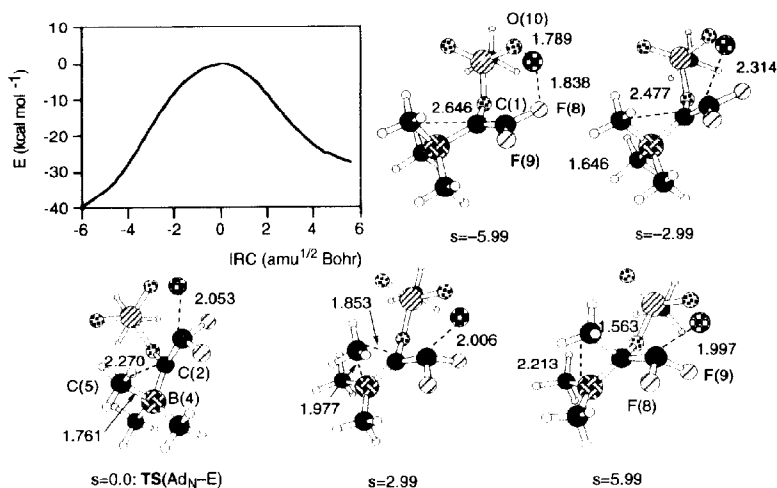 10
0
-10
-20
-30
-40
E (kcal mol⁻¹)
-6 -4 -2 0 2 4 6
IRC (amu^1/2 Bohr)
O(10)
1.789
1.838
2.646
C(1)
F(8)
F(9)
s=−5.99
2.314
2.477
1.646
s=−2.99
2.053
2.270
C(2)
C(5)
B(4)
1.761
s=0.0: TS(Ad_N−E)
1.853
2.006
1.977
s=2.99
1.563
1.997
2.213
F(9)
F(8)
s=5.99